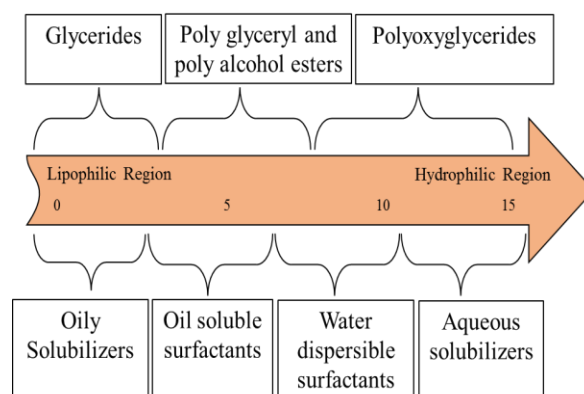 Glycerides
Poly glyceryl and
poly alcohol esters
Polyoxyglycerides
Lipophilic Region
Hydrophilic Region
0
5
10
15
Oily
Solubilizers
Oil soluble
surfactants
Water
dispersible
surfactants
Aqueous
solubilizers